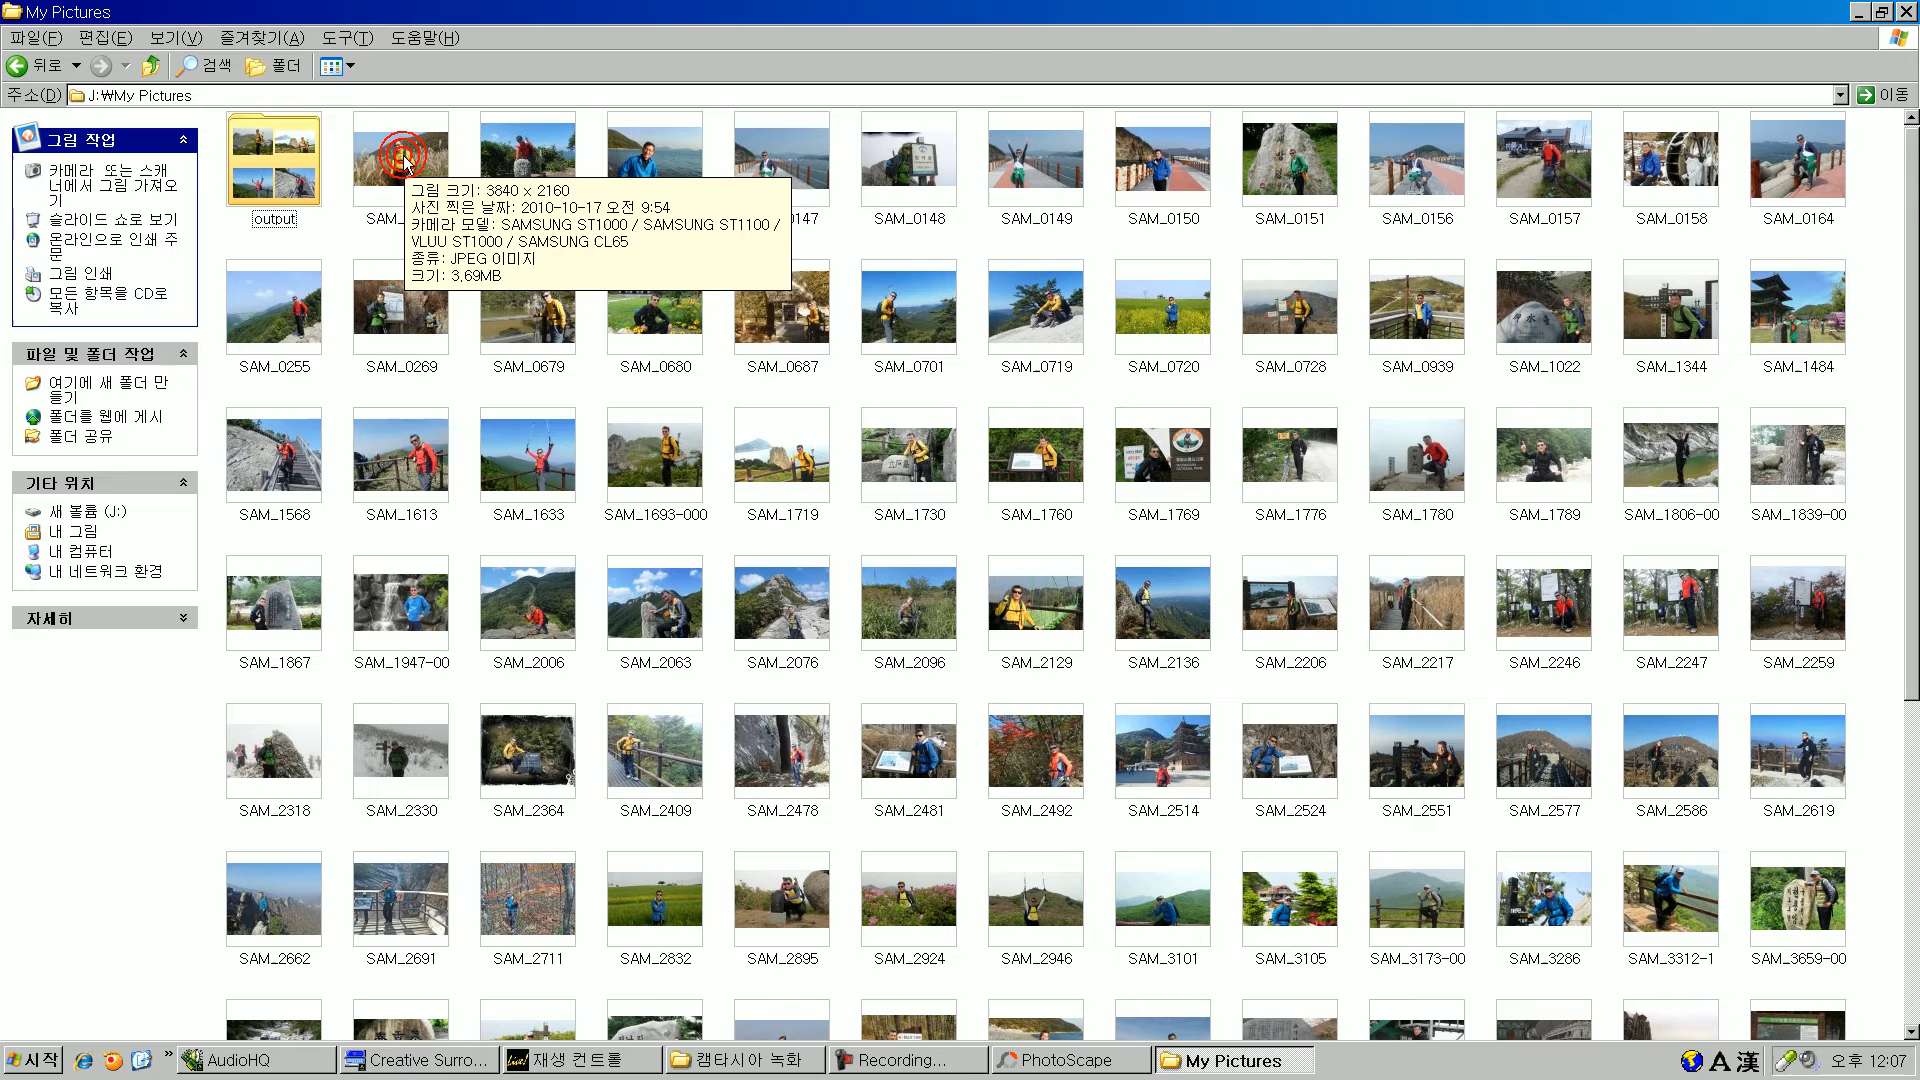 My Pictures
파일(F) 편집(E) 보기(V) 즐겨찾기(A) 도구(T) 도움말(H)
뒤로 검색 폴더
주소(D) J:₩My Pictures 이동
그림 작업
카메라 또는 스캐
너에서 그림 가져오
기
슬라이드 쇼로 보기
온라인으로 인쇄 주
문
그림 인쇄
모든 항목을 CD로
복사
파일 및 폴더 작업
여기에 새 폴더 만
들기
폴더를 웹에 게시
폴더 공유
기타 위치
새 볼륨 (J:)
내 그림
내 컴퓨터
내 네트워크 환경
자세히
그림 크기: 3840 x 2160
사진 찍은 날짜: 2010-10-17 오전 9:54
카메라 모델: SAMSUNG ST1000 / SAMSUNG ST1100 /
VLUU ST1000 / SAMSUNG CL65
종류: JPEG 이미지
크기: 3,69MB
output SAM_ 0147 SAM_0148 SAM_0149 SAM_0150 SAM_0151 SAM_0156 SAM_0157 SAM_0158 SAM_0164
SAM_0255 SAM_0269 SAM_0679 SAM_0680 SAM_0687 SAM_0701 SAM_0719 SAM_0720 SAM_0728 SAM_0939 SAM_1022 SAM_1344 SAM_1484
SAM_1568 SAM_1613 SAM_1633 SAM_1693-000 SAM_1719 SAM_1730 SAM_1760 SAM_1769 SAM_1776 SAM_1780 SAM_1789 SAM_1806-00 SAM_1839-00
SAM_1867 SAM_1947-00 SAM_2006 SAM_2063 SAM_2076 SAM_2096 SAM_2129 SAM_2136 SAM_2206 SAM_2217 SAM_2246 SAM_2247 SAM_2259
SAM_2318 SAM_2330 SAM_2364 SAM_2409 SAM_2478 SAM_2481 SAM_2492 SAM_2514 SAM_2524 SAM_2551 SAM_2577 SAM_2586 SAM_2619
SAM_2662 SAM_2691 SAM_2711 SAM_2832 SAM_2895 SAM_2924 SAM_2946 SAM_3101 SAM_3105 SAM_3173-00 SAM_3286 SAM_3312-1 SAM_3659-00
시작 AudioHQ Creative Surro... 재생 컨트롤 캠타시아 녹화 Recording... PhotoScape My Pictures A 漢 오후 12:07